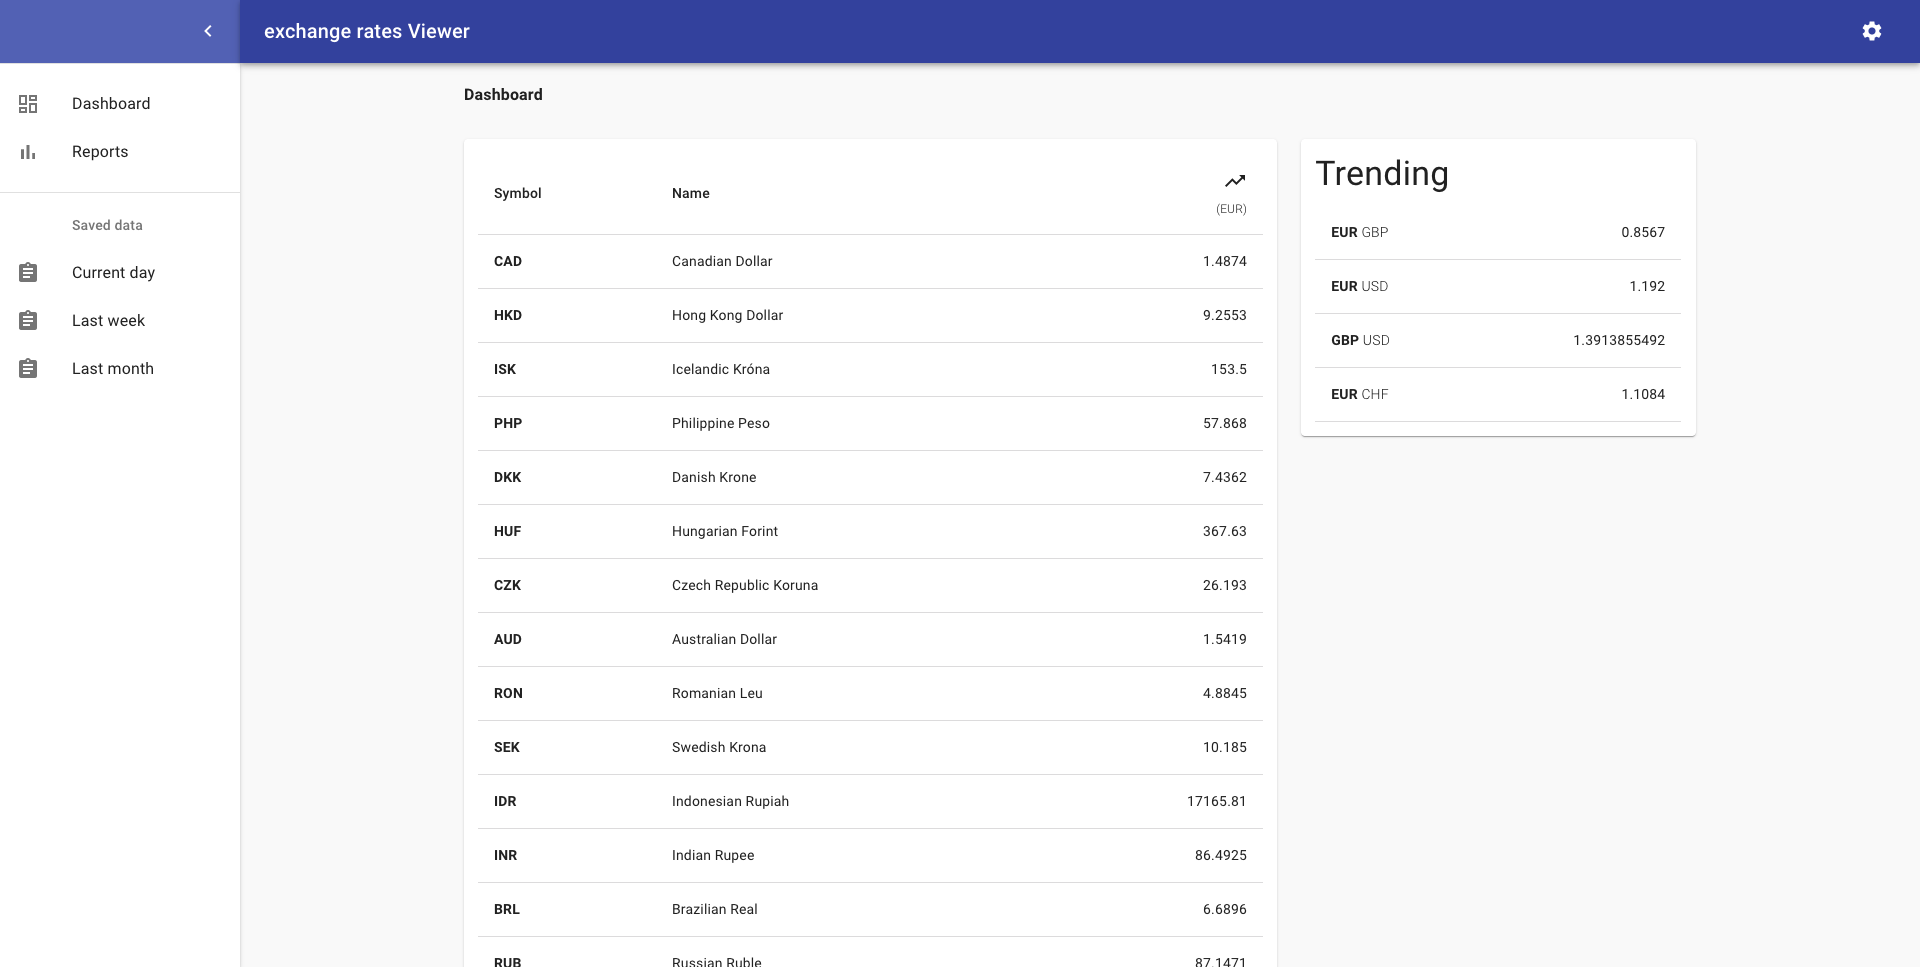 exchange rates Viewer
Dashboard
Reports
Saved data
Current day
Last week
Last month
Dashboard
Symbol Name (EUR)
CAD Canadian Dollar 1.4874
HKD Hong Kong Dollar 9.2553
ISK Icelandic Króna 153.5
PHP Philippine Peso 57.868
DKK Danish Krone 7.4362
HUF Hungarian Forint 367.63
CZK Czech Republic Koruna 26.193
AUD Australian Dollar 1.5419
RON Romanian Leu 4.8845
SEK Swedish Krona 10.185
IDR Indonesian Rupiah 17165.81
INR Indian Rupee 86.4925
BRL Brazilian Real 6.6896
RUB Russian Ruble 87.1471
Trending
EUR GBP 0.8567
EUR USD 1.192
GBP USD 1.3913855492
EUR CHF 1.1084